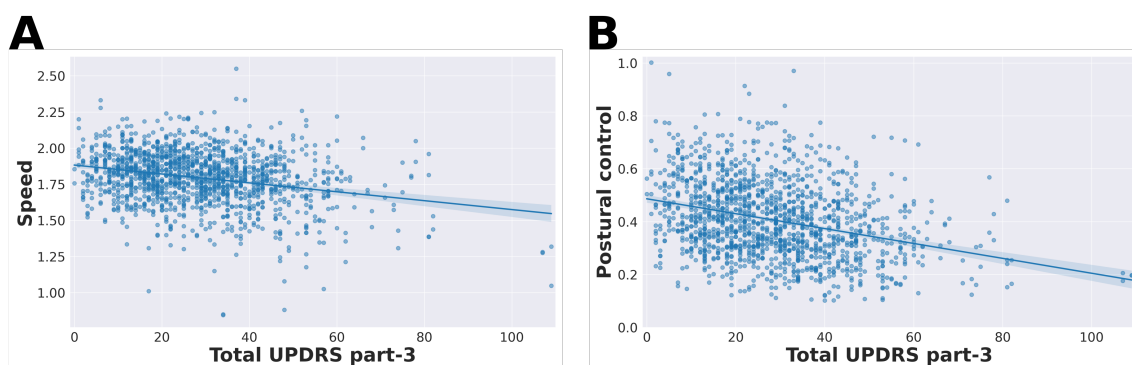 A
2.50
2.25
2.00
1.75
1.50
1.25
1.00
Speed
0 20 40 60 80 100
Total UPDRS part-3
B
1.0
0.8
0.6
0.4
0.2
0.0
Postural control
0 20 40 60 80 100
Total UPDRS part-3